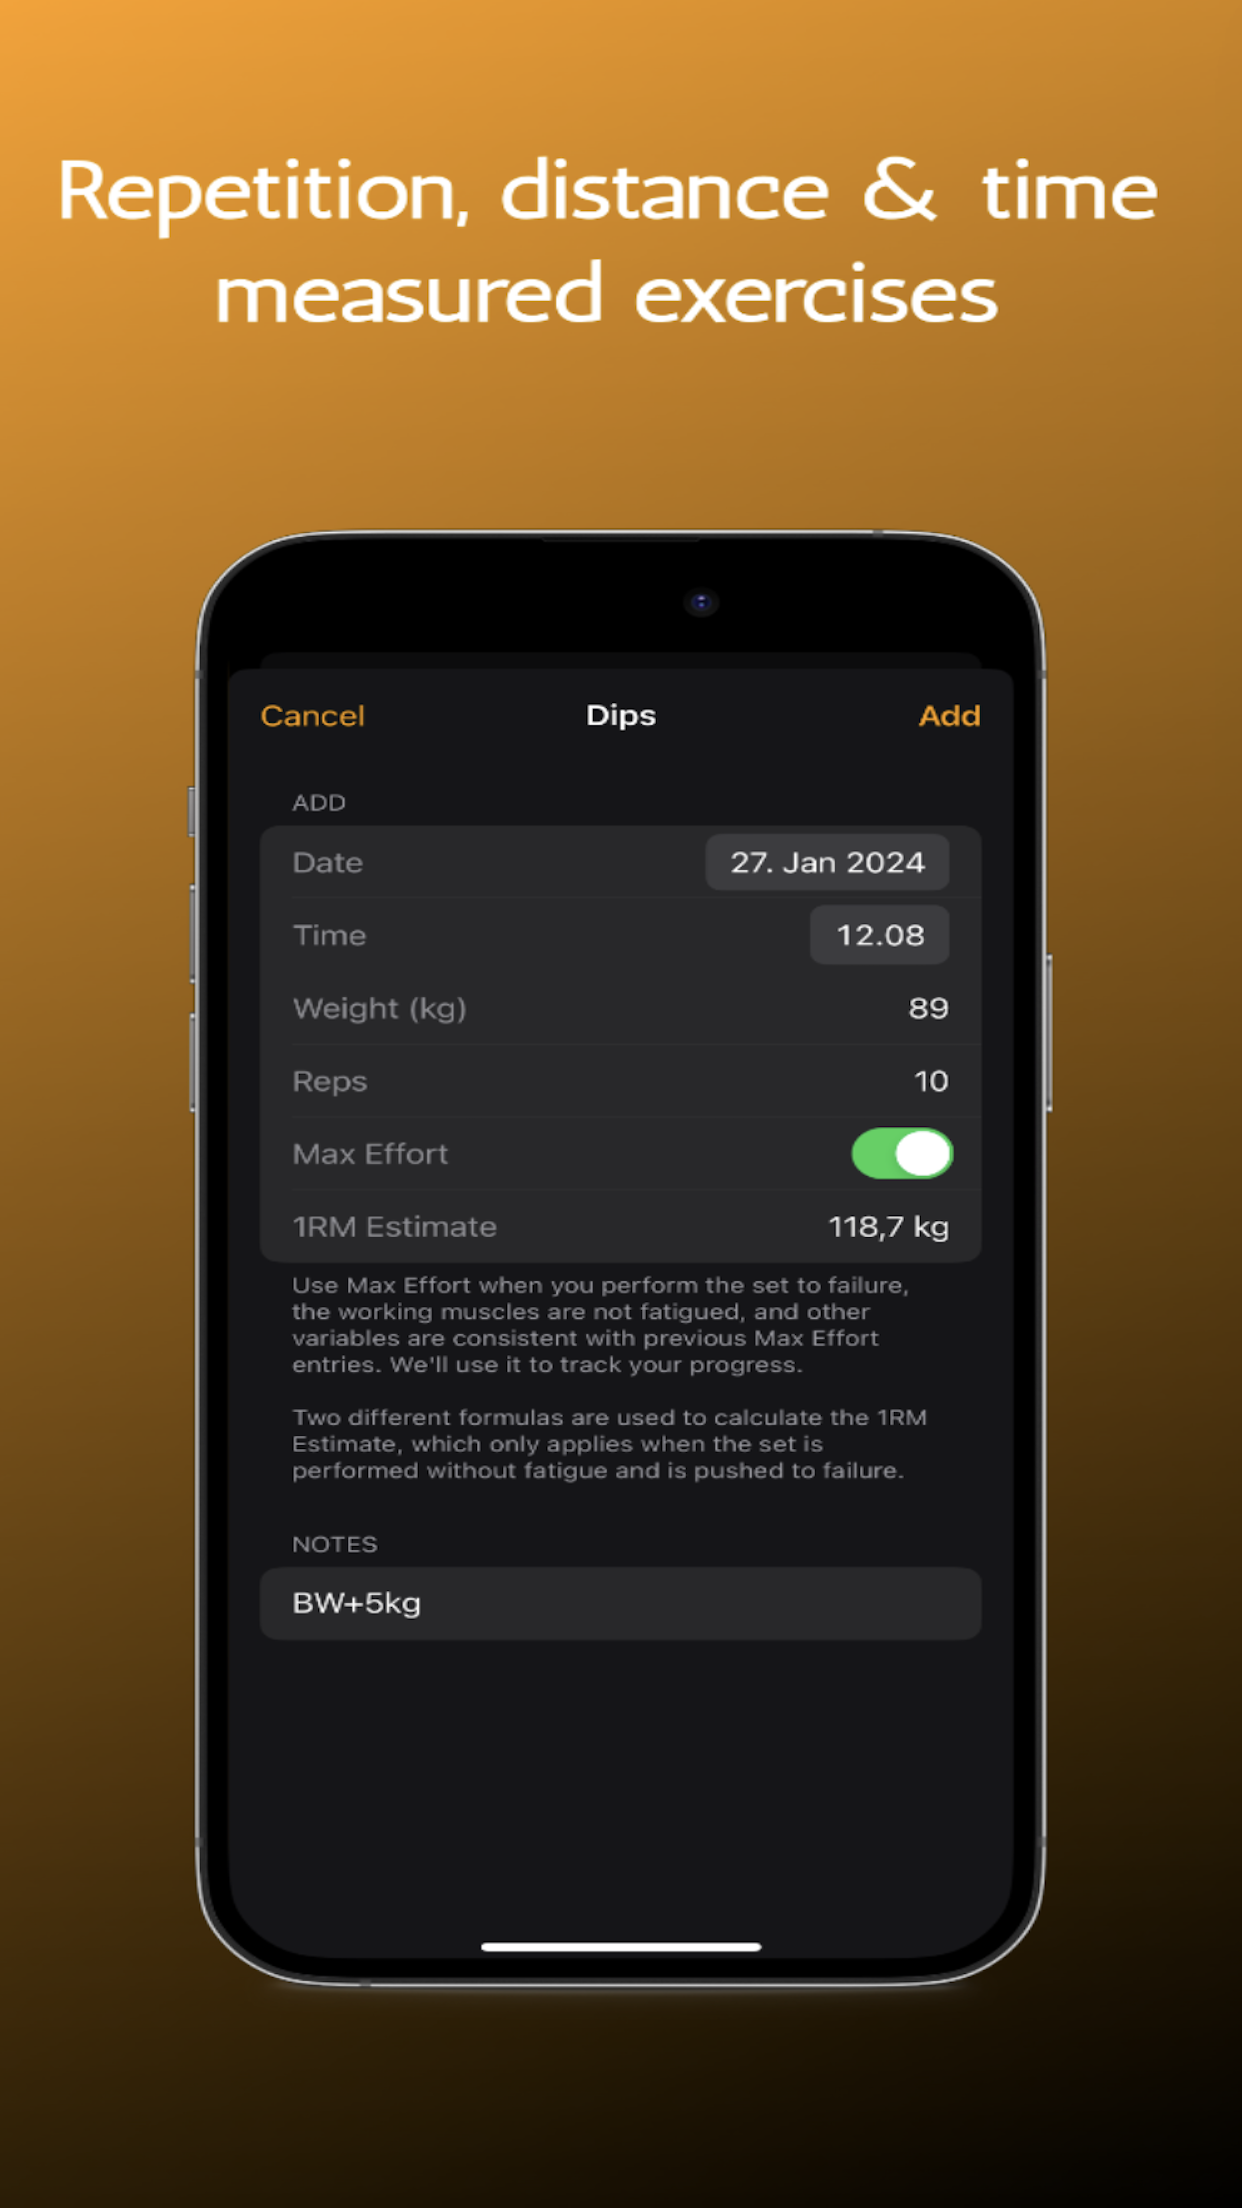 Repetition, distance & time
measured exercises
Cancel Dips Add
ADD
Date 27. Jan 2024
Time 12.08
Weight (kg) 89
Reps 10
Max Effort
1RM Estimate 118,7 kg
Use Max Effort when you perform the set to failure,
the working muscles are not fatigued, and other
variables are consistent with previous Max Effort
entries. We'll use it to track your progress.
Two different formulas are used to calculate the 1RM
Estimate, which only applies when the set is
performed without fatigue and is pushed to failure.
NOTES
BW+5kg